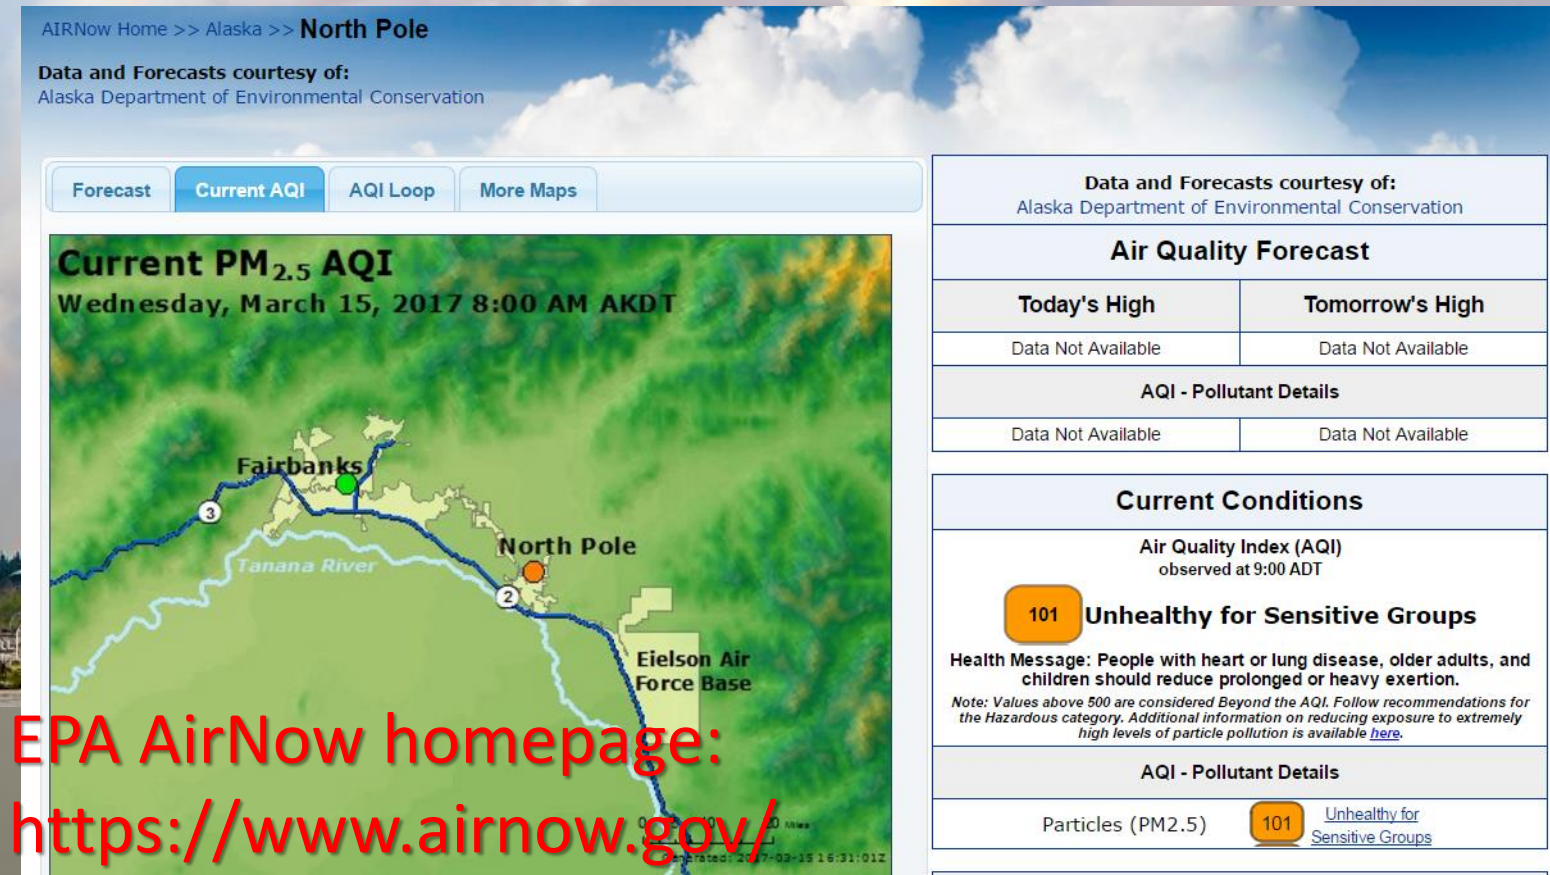 AIRNow Home >> Alaska >> North Pole
Data and Forecasts courtesy of:
Alaska Department of Environmental Conservation
Forecast
Current AQI
AQI Loop
More Maps
Current PM2.5 AQI
Wednesday, March 15, 2017 8:00 AM AKDT
Fairbanks
3
North Pole
Tanana River
2
Eielson Air
Force Base
Miles
Generated: 2017-03-15 16:31:01Z
EPA AirNow homepage:
https://www.airnow.gov/
Data and Forecasts courtesy of:
Alaska Department of Environmental Conservation
Air Quality Forecast
Today's High Tomorrow's High
Data Not Available Data Not Available
AQI - Pollutant Details
Data Not Available Data Not Available
Current Conditions
Air Quality Index (AQI)
observed at 9:00 ADT
101 Unhealthy for Sensitive Groups
Health Message: People with heart or lung disease, older adults, and
children should reduce prolonged or heavy exertion.
Note: Values above 500 are considered Beyond the AQI. Follow recommendations for
the Hazardous category. Additional information on reducing exposure to extremely
high levels of particle pollution is available here.
AQI - Pollutant Details
Particles (PM2.5) 101 Unhealthy for
Sensitive Groups